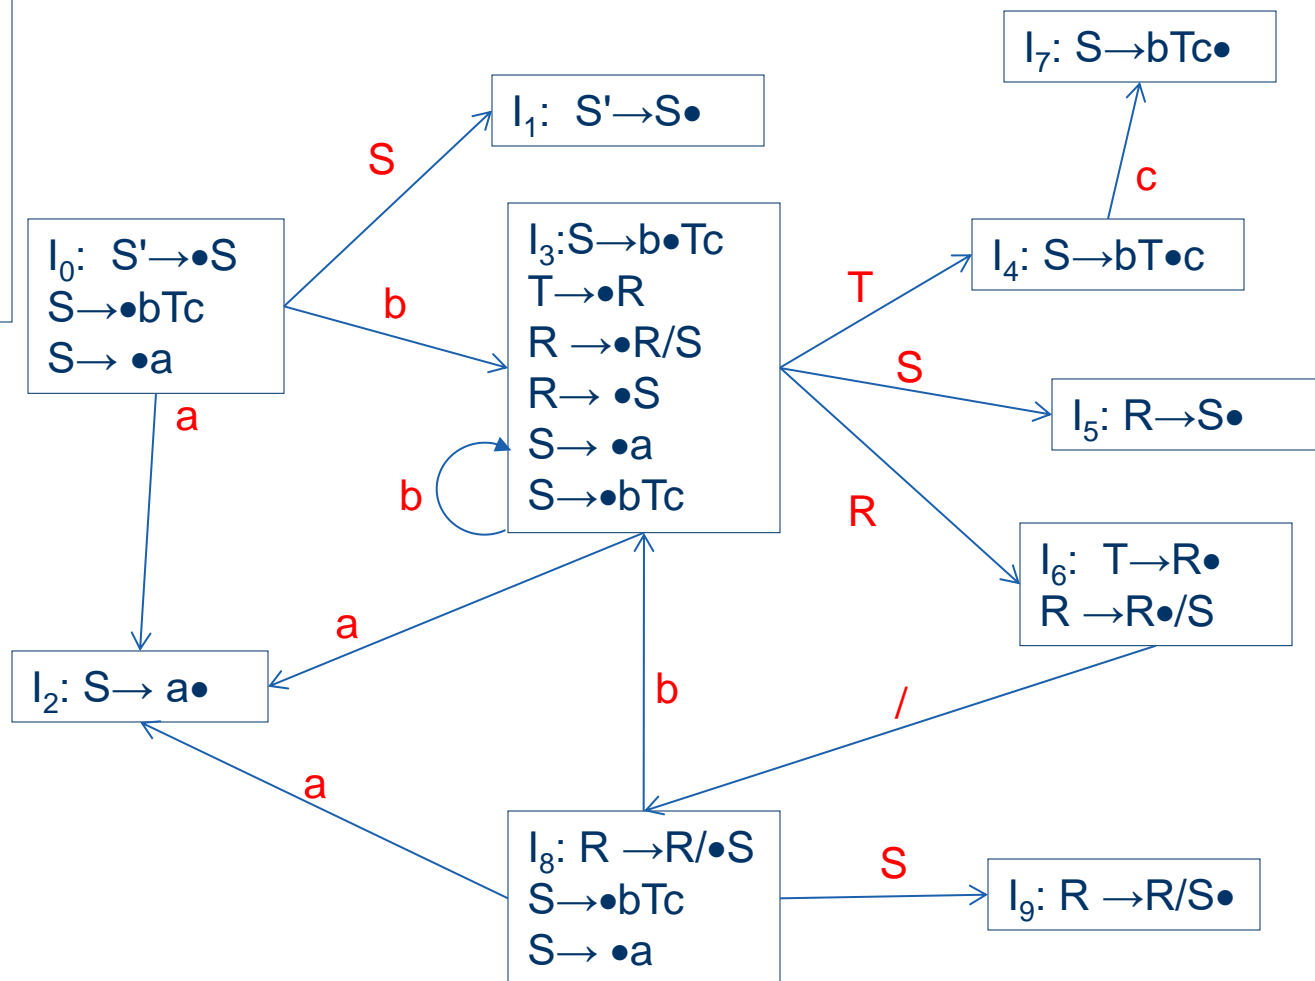 I₇: S→bTc●
I₁: S'→S●
S
c
I₀: S'→●S
S→●bTc
S→ ●a
b
I₃:S→b●Tc
T→●R
R →●R/S
R→ ●S
S→ ●a
S→●bTc
T
I₄: S→bT●c
S
I₅: R→S●
a
b
R
I₆: T→R●
R →R●/S
a
I₂: S→ a●
b
/
a
I₈: R →R/●S
S→●bTc
S→ ●a
S
I₉: R →R/S●